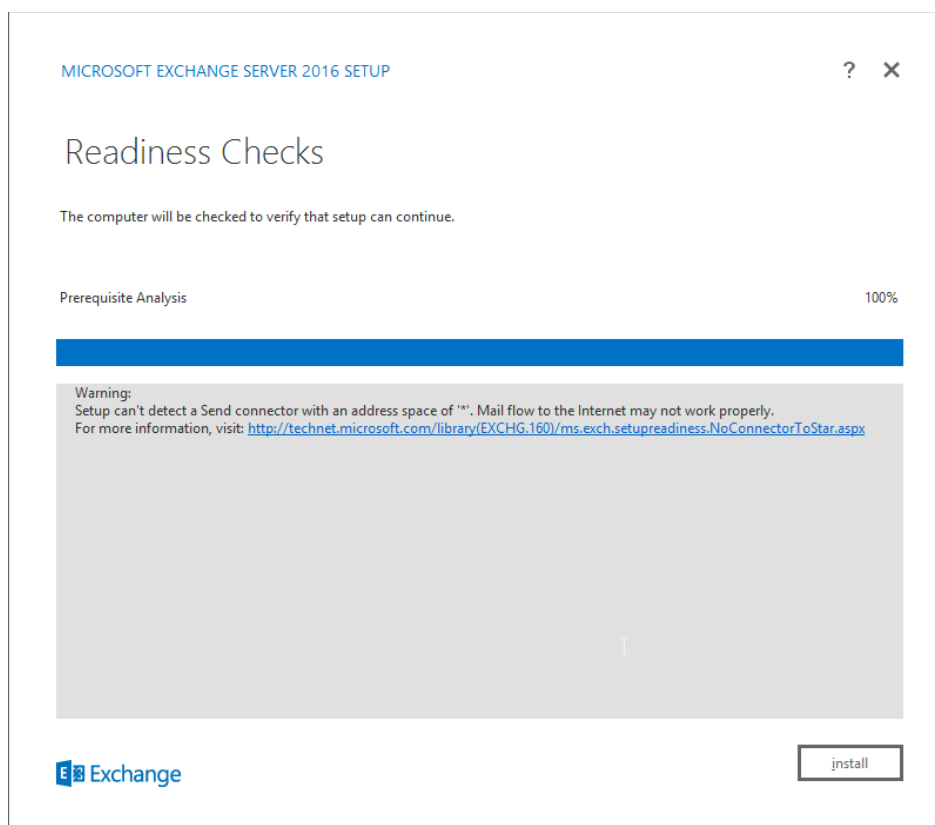 MICROSOFT EXCHANGE SERVER 2016 SETUP
? ✕
Readiness Checks
The computer will be checked to verify that setup can continue.
Prerequisite Analysis 100%
Warning:
Setup can't detect a Send connector with an address space of '*'. Mail flow to the Internet may not work properly.
For more information, visit: http://technet.microsoft.com/library(EXCHG.160)/ms.exch.setupreadiness.NoConnectorToStar.aspx
E Exchange
install